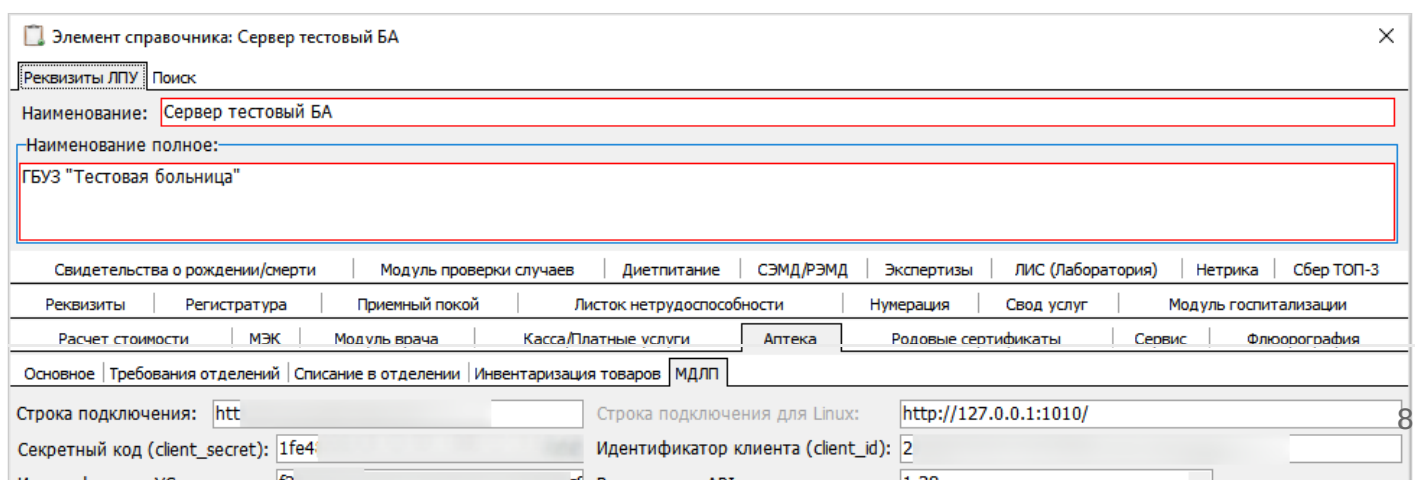 Элемент справочника: Сервер тестовый БА
Реквизиты ЛПУ Поиск
Наименование: Сервер тестовый БА
Наименование полное:
ГБУЗ "Тестовая больница"
Свидетельства о рождении/смерти Модуль проверки случаев Диетпитание СЭМД/РЭМД Экспертизы ЛИС (Лаборатория) Нетрика Сбер ТОП-3
Реквизиты Регистратура Приемный покой Листок нетрудоспособности Нумерация Свод услуг Модуль госпитализации
Расчет стоимости МЭК Модуль врача Касса/Платные услуги Аптека Родовые сертификаты Сервис Флюорография
Основное Требования отделений Списание в отделении Инвентаризация товаров МДЛП
Строка подключения: htt Строка подключения для Linux: http://127.0.0.1:1010/
8
Секретный код (client_secret): 1fe4 Идентификатор клиента (client_id): 2